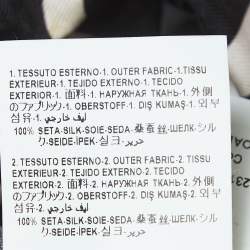 1. TESSUTO ESTERNO-1. OUTER FABRIC-1.TISSU
EXTERIEUR-1. TEJIDO EXTERNO-1. TECIDO
EXTERIOR-1. 面料-1. НАРУЖНАЯ ТКАНЬ-1. 外側
のファブリック-1. OBERSTOFF-1. DIŞ KUMAŞ-1. 외부
섬유-1. ليف خارجي
100% SETA-SILK-SOIE-SEDA-桑蚕丝-ШЕЛК-シル
ク-SEIDE-İPEK-실크-حرير
2. TESSUTO ESTERNO-2. OUTER FABRIC-2.TISSU
EXTERIEUR-2. TEJIDO EXTERNO-2. TECIDO
EXTERIOR-2. 面料-2. НАРУЖНАЯ ТКАНЬ-2. 外側
のファブリック-2. OBERSTOFF-2. DIŞ KUMAŞ-2. 외부
섬유-2. ليف خارجي
100% SETA-SILK-SOIE-SEDA-桑蚕丝-ШЕЛК-シル
ク-SEIDE-İPEK-실크-حرير